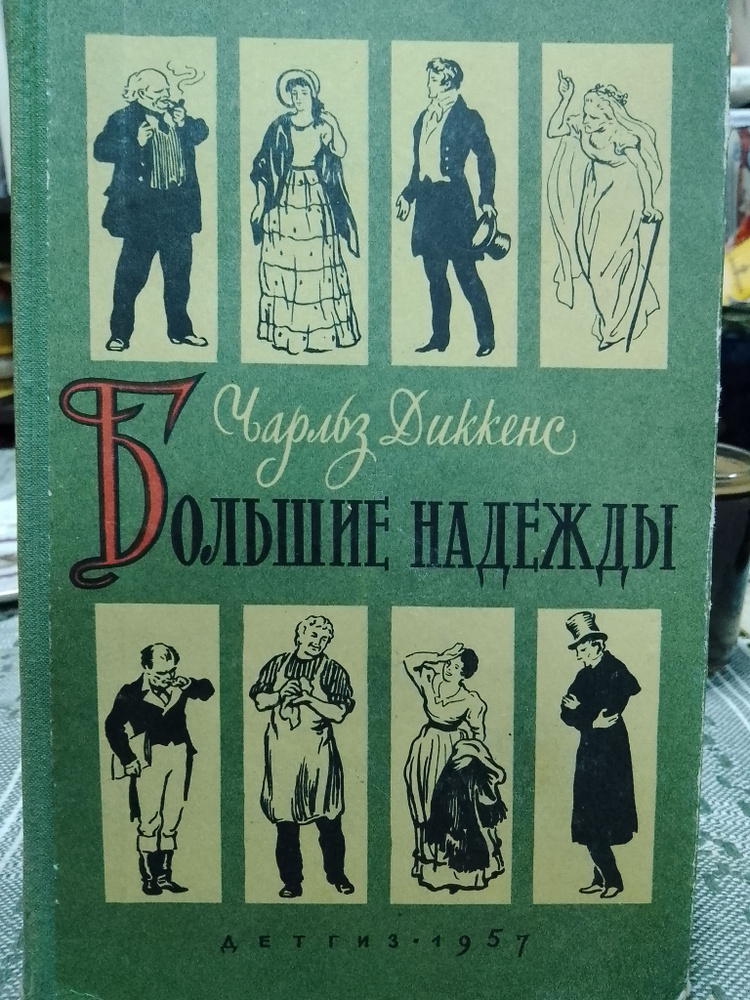 Чарльз Диккенс
Большие надежды
ДЕТГИЗ·1957